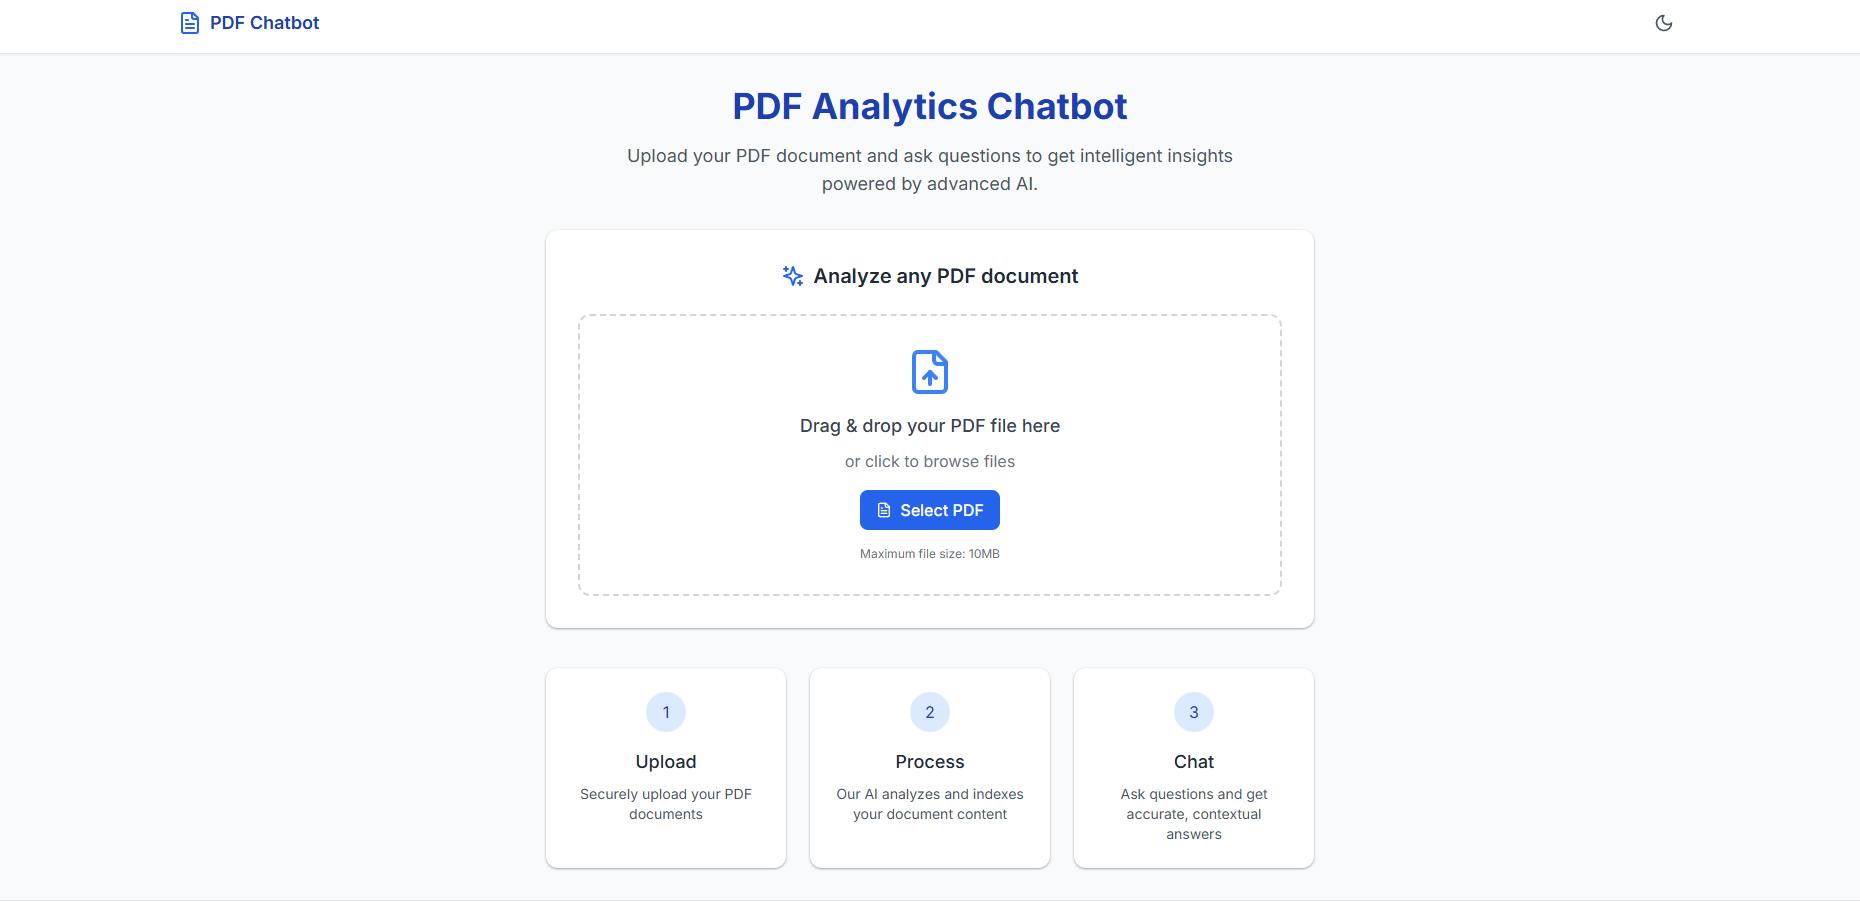 PDF Chatbot
PDF Analytics Chatbot
Upload your PDF document and ask questions to get intelligent insights
powered by advanced AI.
Analyze any PDF document
Drag & drop your PDF file here
or click to browse files
Select PDF
Maximum file size: 10MB
1
Upload
Securely upload your PDF
documents
2
Process
Our AI analyzes and indexes
your document content
3
Chat
Ask questions and get
accurate, contextual
answers